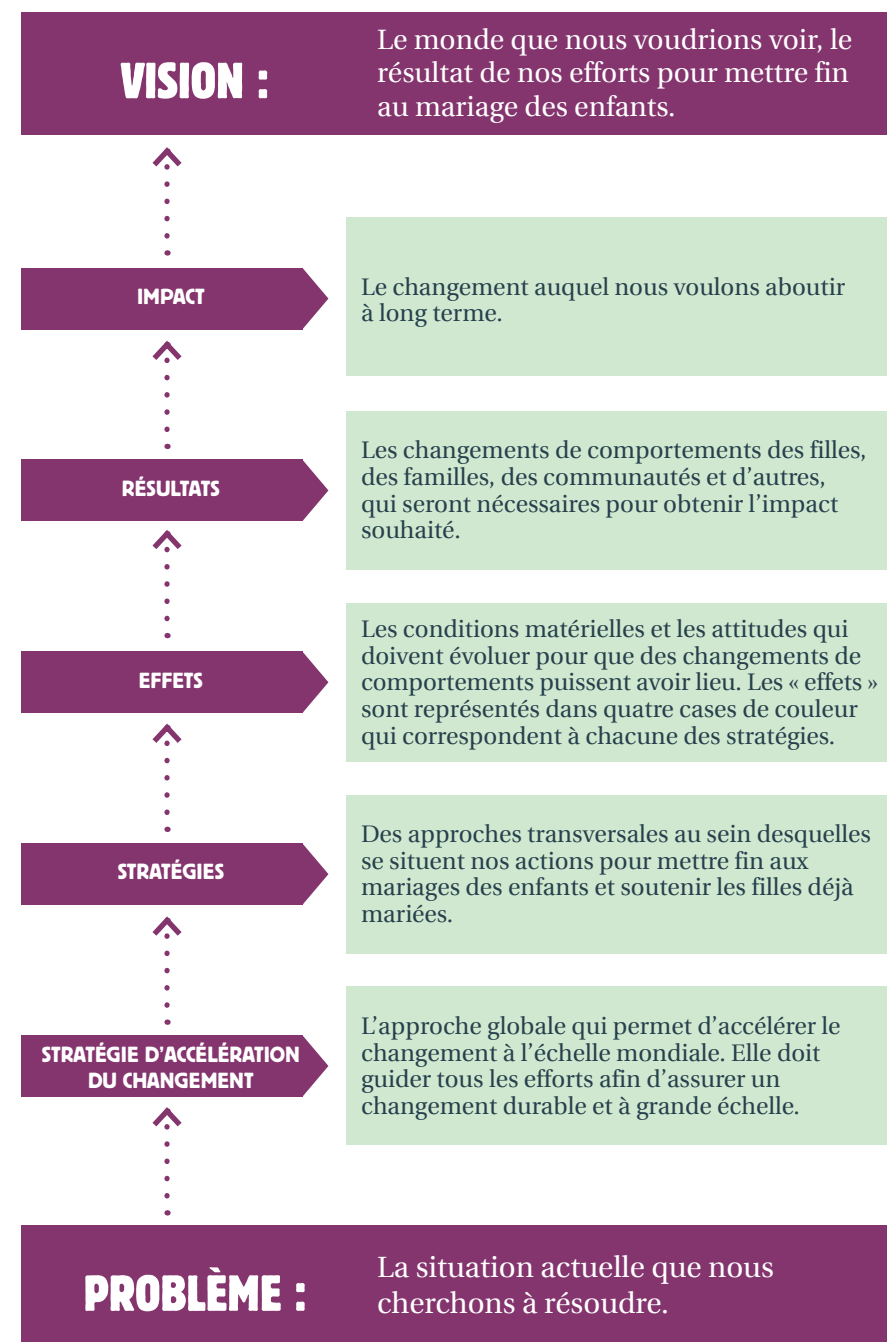 VISION :
Le monde que nous voudrions voir, le
résultat de nos efforts pour mettre fin
au mariage des enfants.
IMPACT
Le changement auquel nous voulons aboutir
à long terme.
RÉSULTATS
Les changements de comportements des filles,
des familles, des communautés et d’autres,
qui seront nécessaires pour obtenir l’impact
souhaité.
EFFETS
Les conditions matérielles et les attitudes qui
doivent évoluer pour que des changements de
comportements puissent avoir lieu. Les « effets »
sont représentés dans quatre cases de couleur
qui correspondent à chacune des stratégies.
STRATÉGIES
Des approches transversales au sein desquelles
se situent nos actions pour mettre fin aux
mariages des enfants et soutenir les filles déjà
mariées.
STRATÉGIE D’ACCÉLÉRATION
DU CHANGEMENT
L’approche globale qui permet d’accélérer le
changement à l’échelle mondiale. Elle doit
guider tous les efforts afin d’assurer un
changement durable et à grande échelle.
PROBLÈME :
La situation actuelle que nous
cherchons à résoudre.